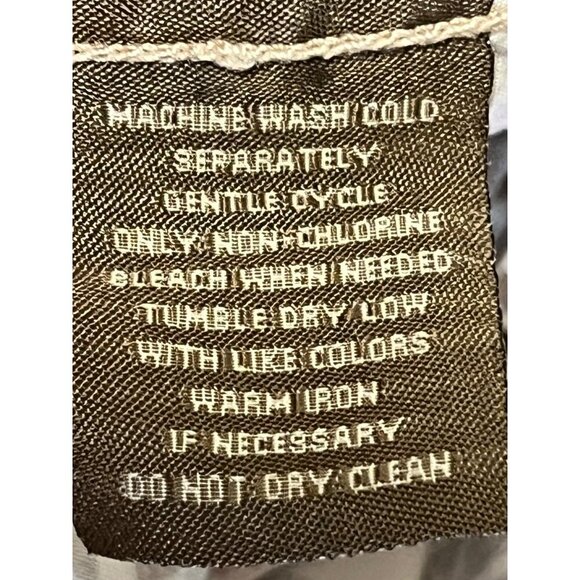 MACHINE WASH COLD
SEPARATELY
GENTLE CYCLE
ONLY NON-CHLORINE
BLEACH WHEN NEEDED
TUMBLE DRY LOW
WITH LIKE COLORS
WARM IRON
IF NECESSARY
DO NOT DRY CLEAN